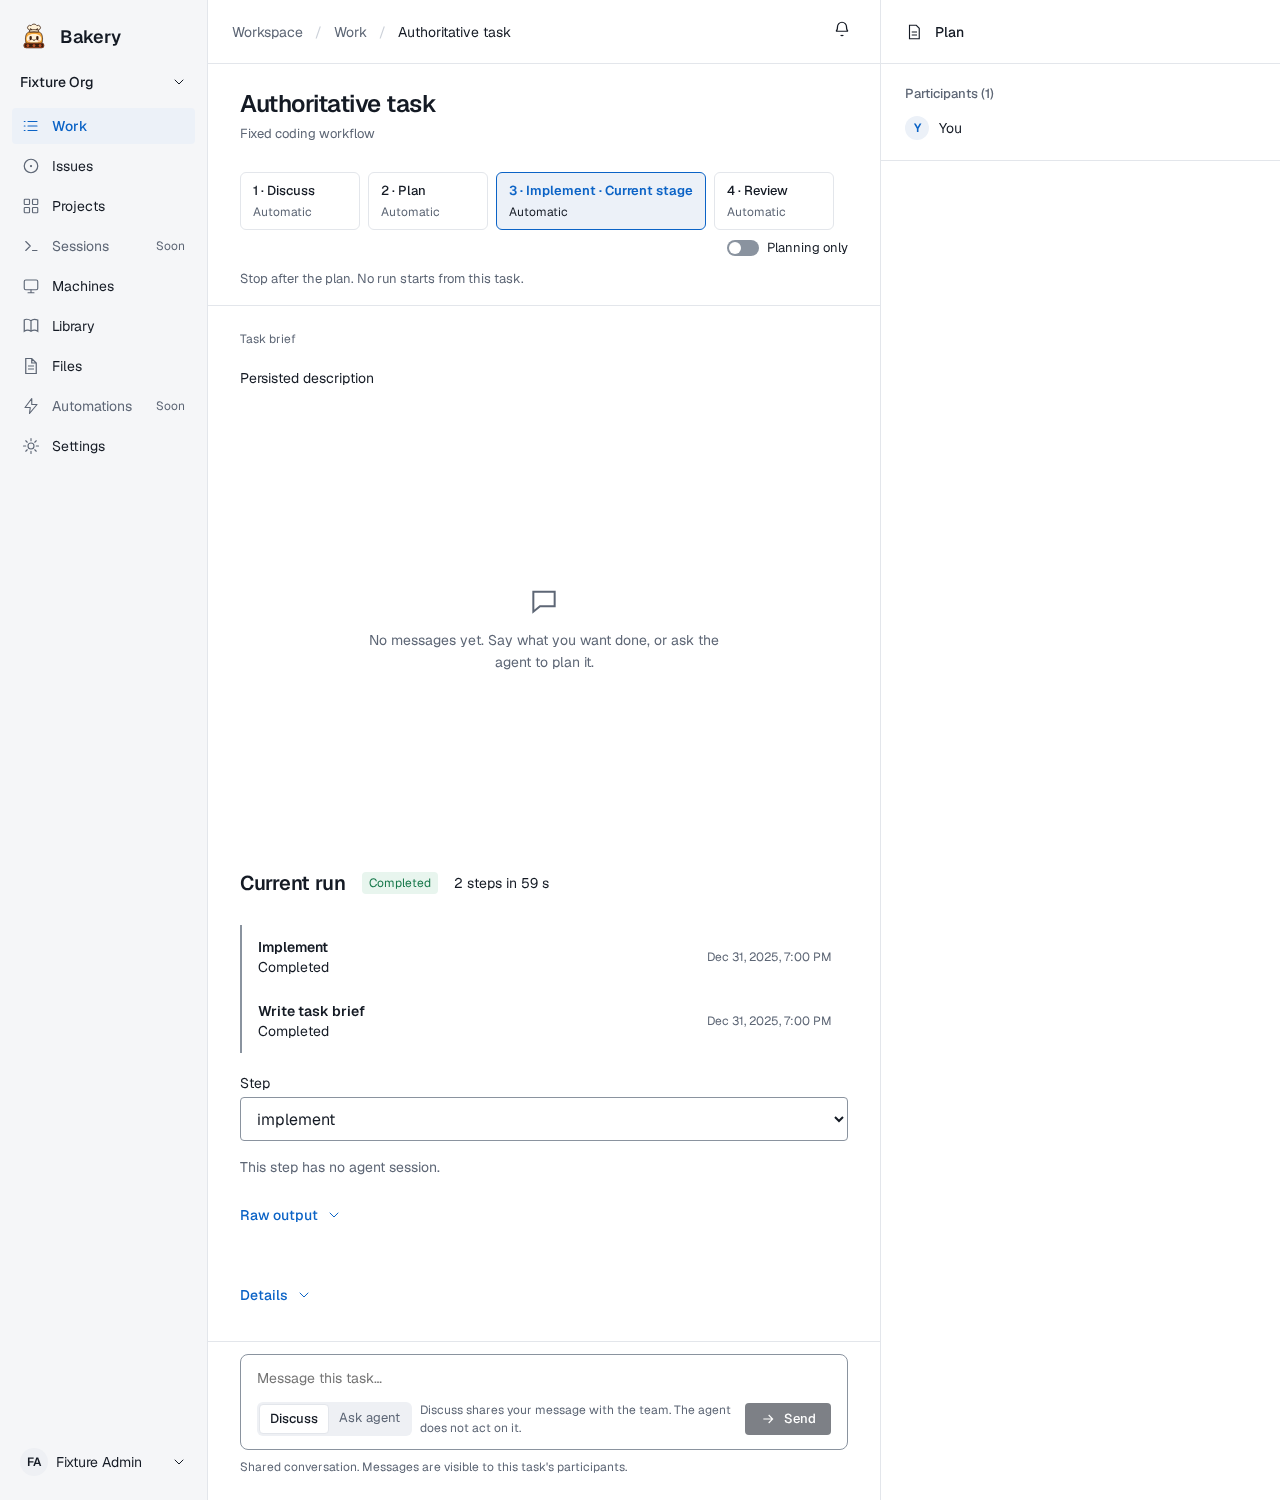 Bakery
Fixture Org
Work
Issues
Projects
Sessions Soon
Machines
Library
Files
Automations Soon
Settings
FA Fixture Admin
Workspace / Work / Authoritative task
Authoritative task
Fixed coding workflow
1 · Discuss
Automatic
2 · Plan
Automatic
3 · Implement · Current stage
Automatic
4 · Review
Automatic
Planning only
Stop after the plan. No run starts from this task.
Task brief
Persisted description
No messages yet. Say what you want done, or ask the
agent to plan it.
Current run Completed 2 steps in 59 s
Implement
Completed
Dec 31, 2025, 7:00 PM
Write task brief
Completed
Dec 31, 2025, 7:00 PM
Step
implement
This step has no agent session.
Raw output
Details
Message this task...
Discuss Ask agent
Discuss shares your message with the team. The agent
does not act on it.
Send
Shared conversation. Messages are visible to this task's participants.
Plan
Participants (1)
Y You